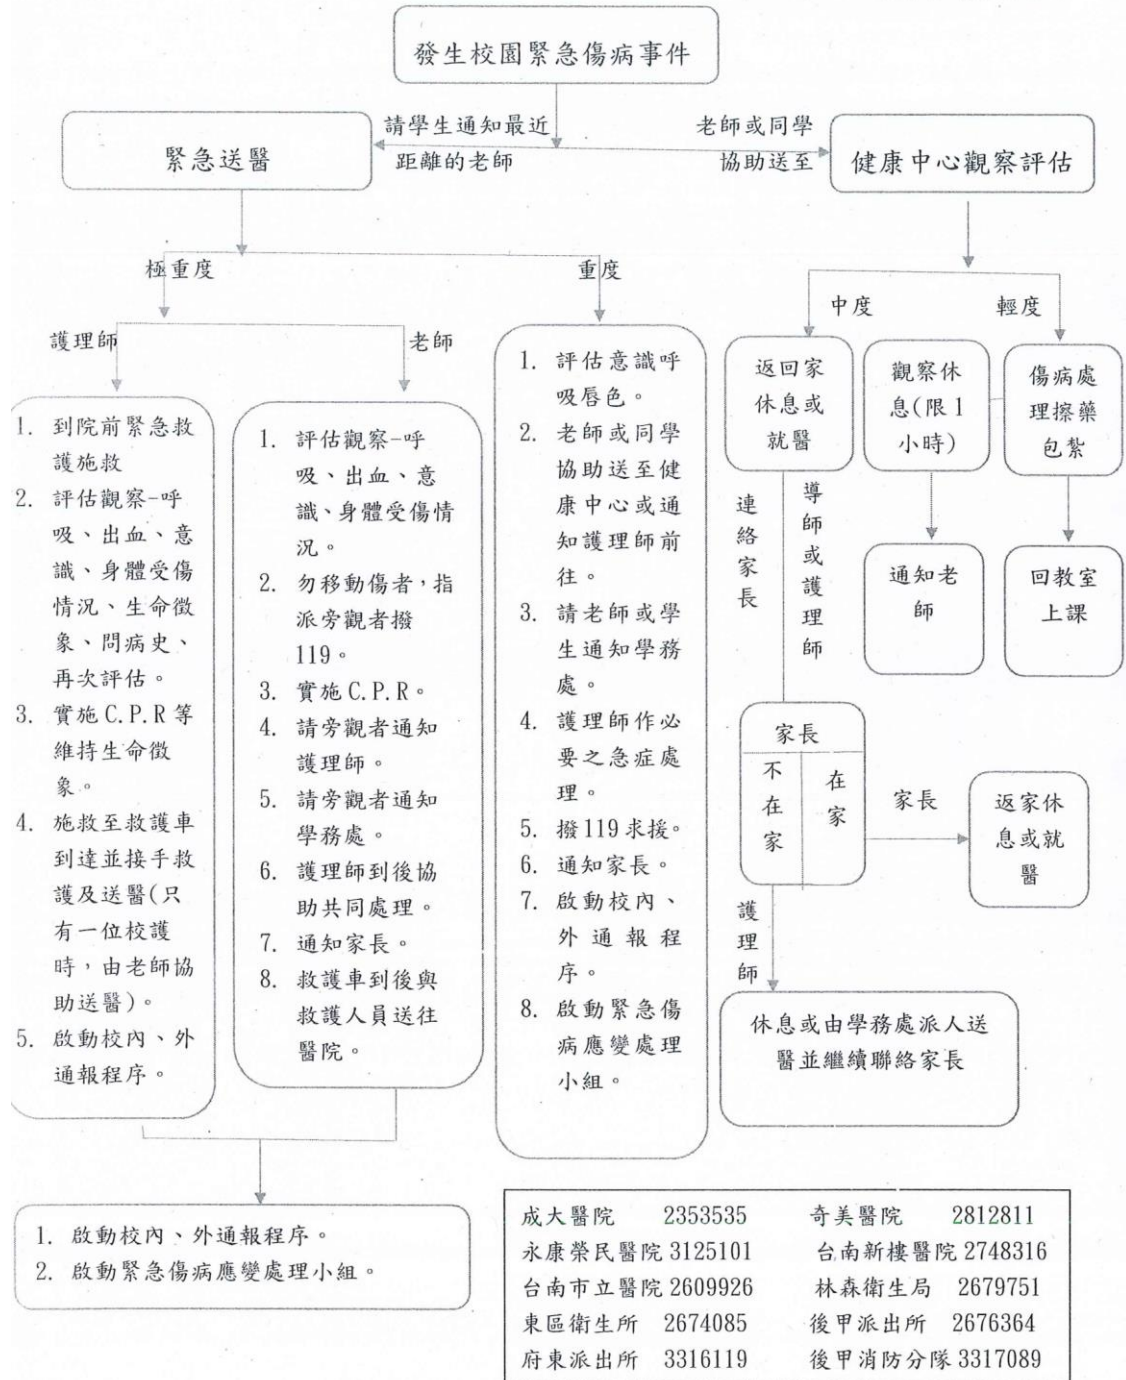 發生校園緊急傷病事件
請學生通知最近
距離的老師
老師或同學
協助送至
緊急送醫
健康中心觀察評估
極重度
重度
中度
輕度
護理師
老師
1. 到院前緊急救
護施救
2. 評估觀察-呼
吸、出血、意
識、身體受傷
情況、生命徵
象、問病史、
再次評估。
3. 實施C.P.R等
維持生命徵
象。
4. 施救至救護車
到達並接手救
護及送醫(只
有一位校護
時，由老師協
助送醫)。
5. 啟動校內、外
通報程序。
1. 評估觀察-呼
吸、出血、意
識、身體受傷情
況。
2. 勿移動傷者，指
派旁觀者撥
119。
3. 實施C.P.R。
4. 請旁觀者通知
護理師。
5. 請旁觀者通知
學務處。
6. 護理師到後協
助共同處理。
7. 通知家長。
8. 救護車到後與
救護人員送往
醫院。
1. 評估意識呼
吸唇色。
2. 老師或同學
協助送至健
康中心或通
知護理師前
往。
3. 請老師或學
生通知學務
處。
4. 護理師作必
要之急症處
理。
5. 撥119求援。
6. 通知家長。
7. 啟動校內、
外通報程
序。
8. 啟動緊急傷
病應變處理
小組。
返回家
休息或
就醫
觀察休
息(限1
小時)
傷病處
理擦藥
包紮
連絡家長
導師或護理師
通知老
師
回教室
上課
家長
不在家
在家
家長
返家休
息或就
醫
護理師
休息或由學務處派人送
醫並繼續聯絡家長
1. 啟動校內、外通報程序。
2. 啟動緊急傷病應變處理小組。
成大醫院 2353535 奇美醫院 2812811
永康榮民醫院 3125101 台南新樓醫院 2748316
台南市立醫院 2609926 林森衛生局 2679751
東區衛生所 2674085 後甲派出所 2676364
府東派出所 3316119 後甲消防分隊 3317089